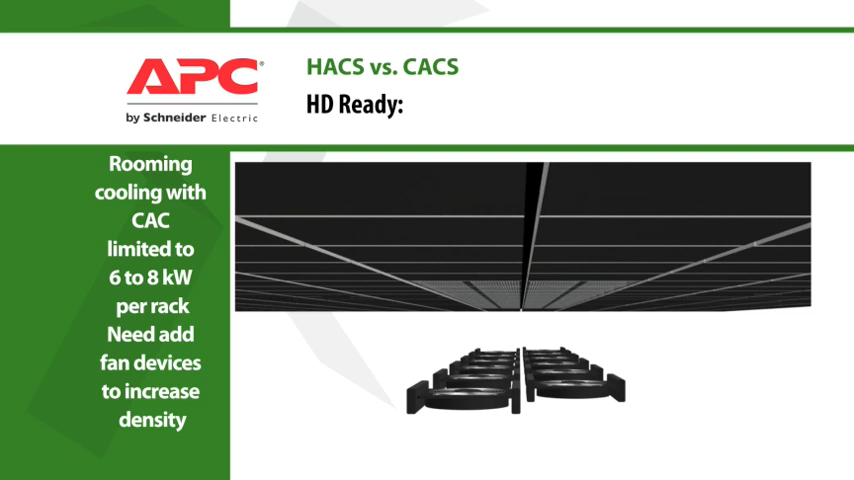 APC®
by Schneider Electric
HACS vs. CACS
HD Ready:
Rooming
cooling with
CAC
limited to
6 to 8 kW
per rack
Need add
fan devices
to increase
density